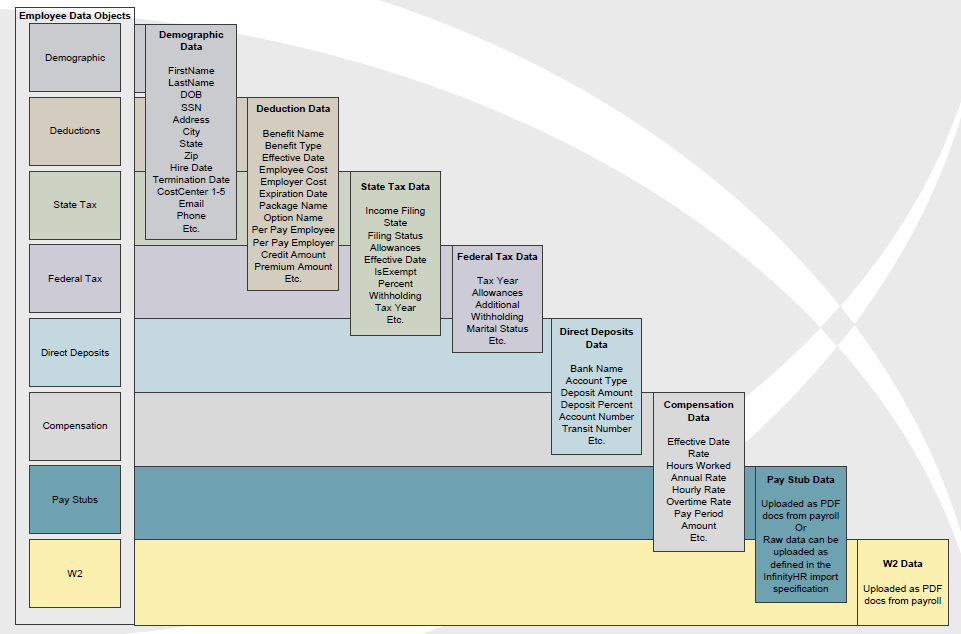 Employee Data Objects
Demographic
Deductions
State Tax
Federal Tax
Direct Deposits
Compensation
Pay Stubs
W2
Demographic
Data
FirstName
LastName
DOB
SSN
Address
City
State
Zip
Hire Date
Termination Date
CostCenter 1-5
Email
Phone
Etc.
Deduction Data
Benefit Name
Benefit Type
Effective Date
Employee Cost
Employer Cost
Expiration Date
Package Name
Option Name
Per Pay Employee
Per Pay Employer
Credit Amount
Premium Amount
Etc.
State Tax Data
Income Filing
State
Filing Status
Allowances
Effective Date
IsExempt
Percent
Withholding
Tax Year
Etc.
Federal Tax Data
Tax Year
Allowances
Additional
Withholding
Marital Status
Etc.
Direct Deposits
Data
Bank Name
Account Type
Deposit Amount
Deposit Percent
Account Number
Transit Number
Etc.
Compensation
Data
Effective Date
Rate
Hours Worked
Annual Rate
Hourly Rate
Overtime Rate
Pay Period
Amount
Etc.
Pay Stub Data
Uploaded as PDF
docs from payroll
Or
Raw data can be
uploaded as
defined in the
InfinityHR import
specification
W2 Data
Uploaded as PDF
docs from payroll